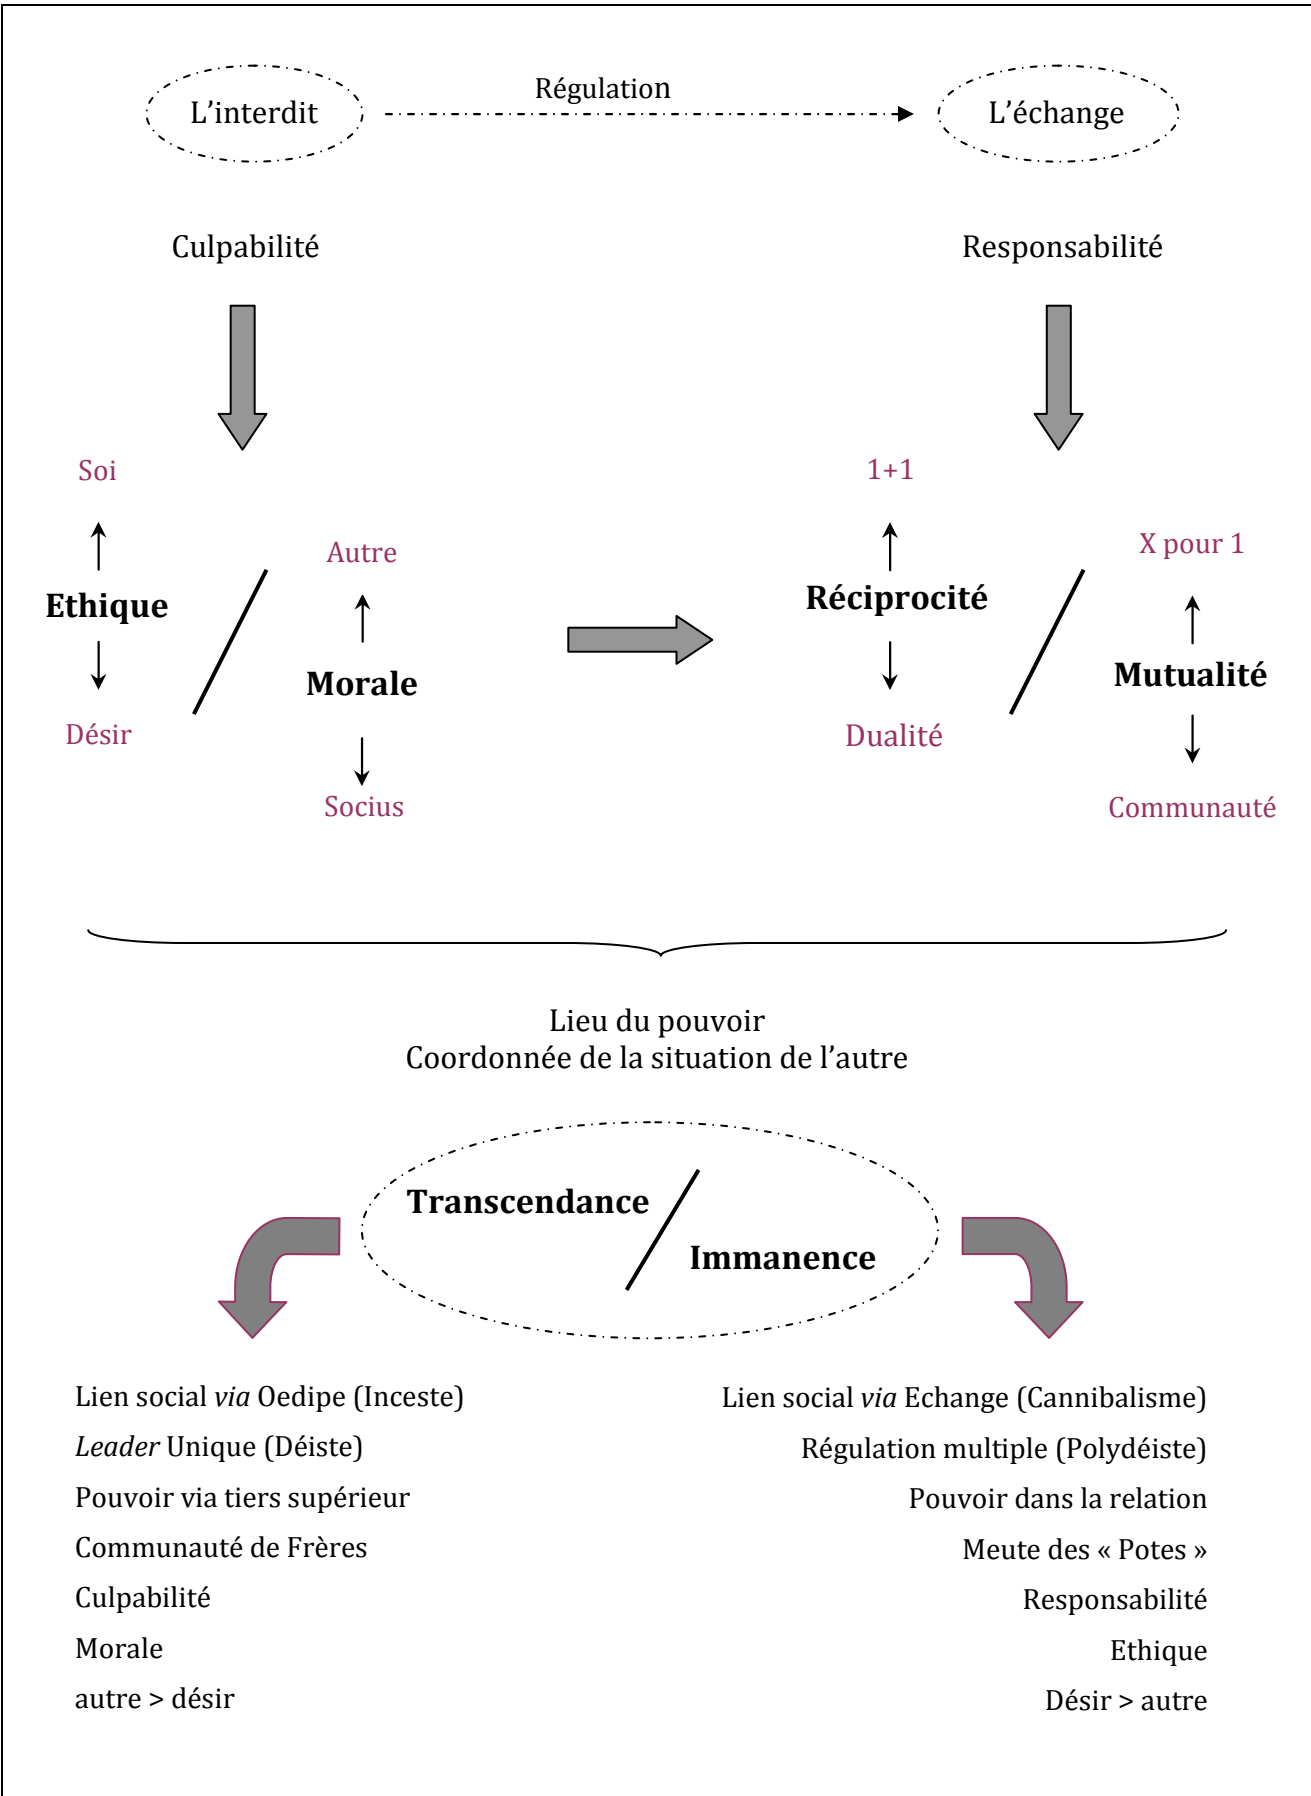 Régulation
L’interdit
L’échange
Culpabilité
Responsabilité
Soi
Autre
Ethique
Morale
Désir
Socius
1+1
X pour 1
Réciprocité
Mutualité
Dualité
Communauté
Lieu du pouvoir
Coordonnée de la situation de l’autre
Transcendance
Immanence
Lien social via Oedipe (Inceste)
Leader Unique (Déiste)
Pouvoir via tiers supérieur
Communauté de Frères
Culpabilité
Morale
autre > désir
Lien social via Echange (Cannibalisme)
Régulation multiple (Polydéiste)
Pouvoir dans la relation
Meute des « Potes »
Responsabilité
Ethique
Désir > autre